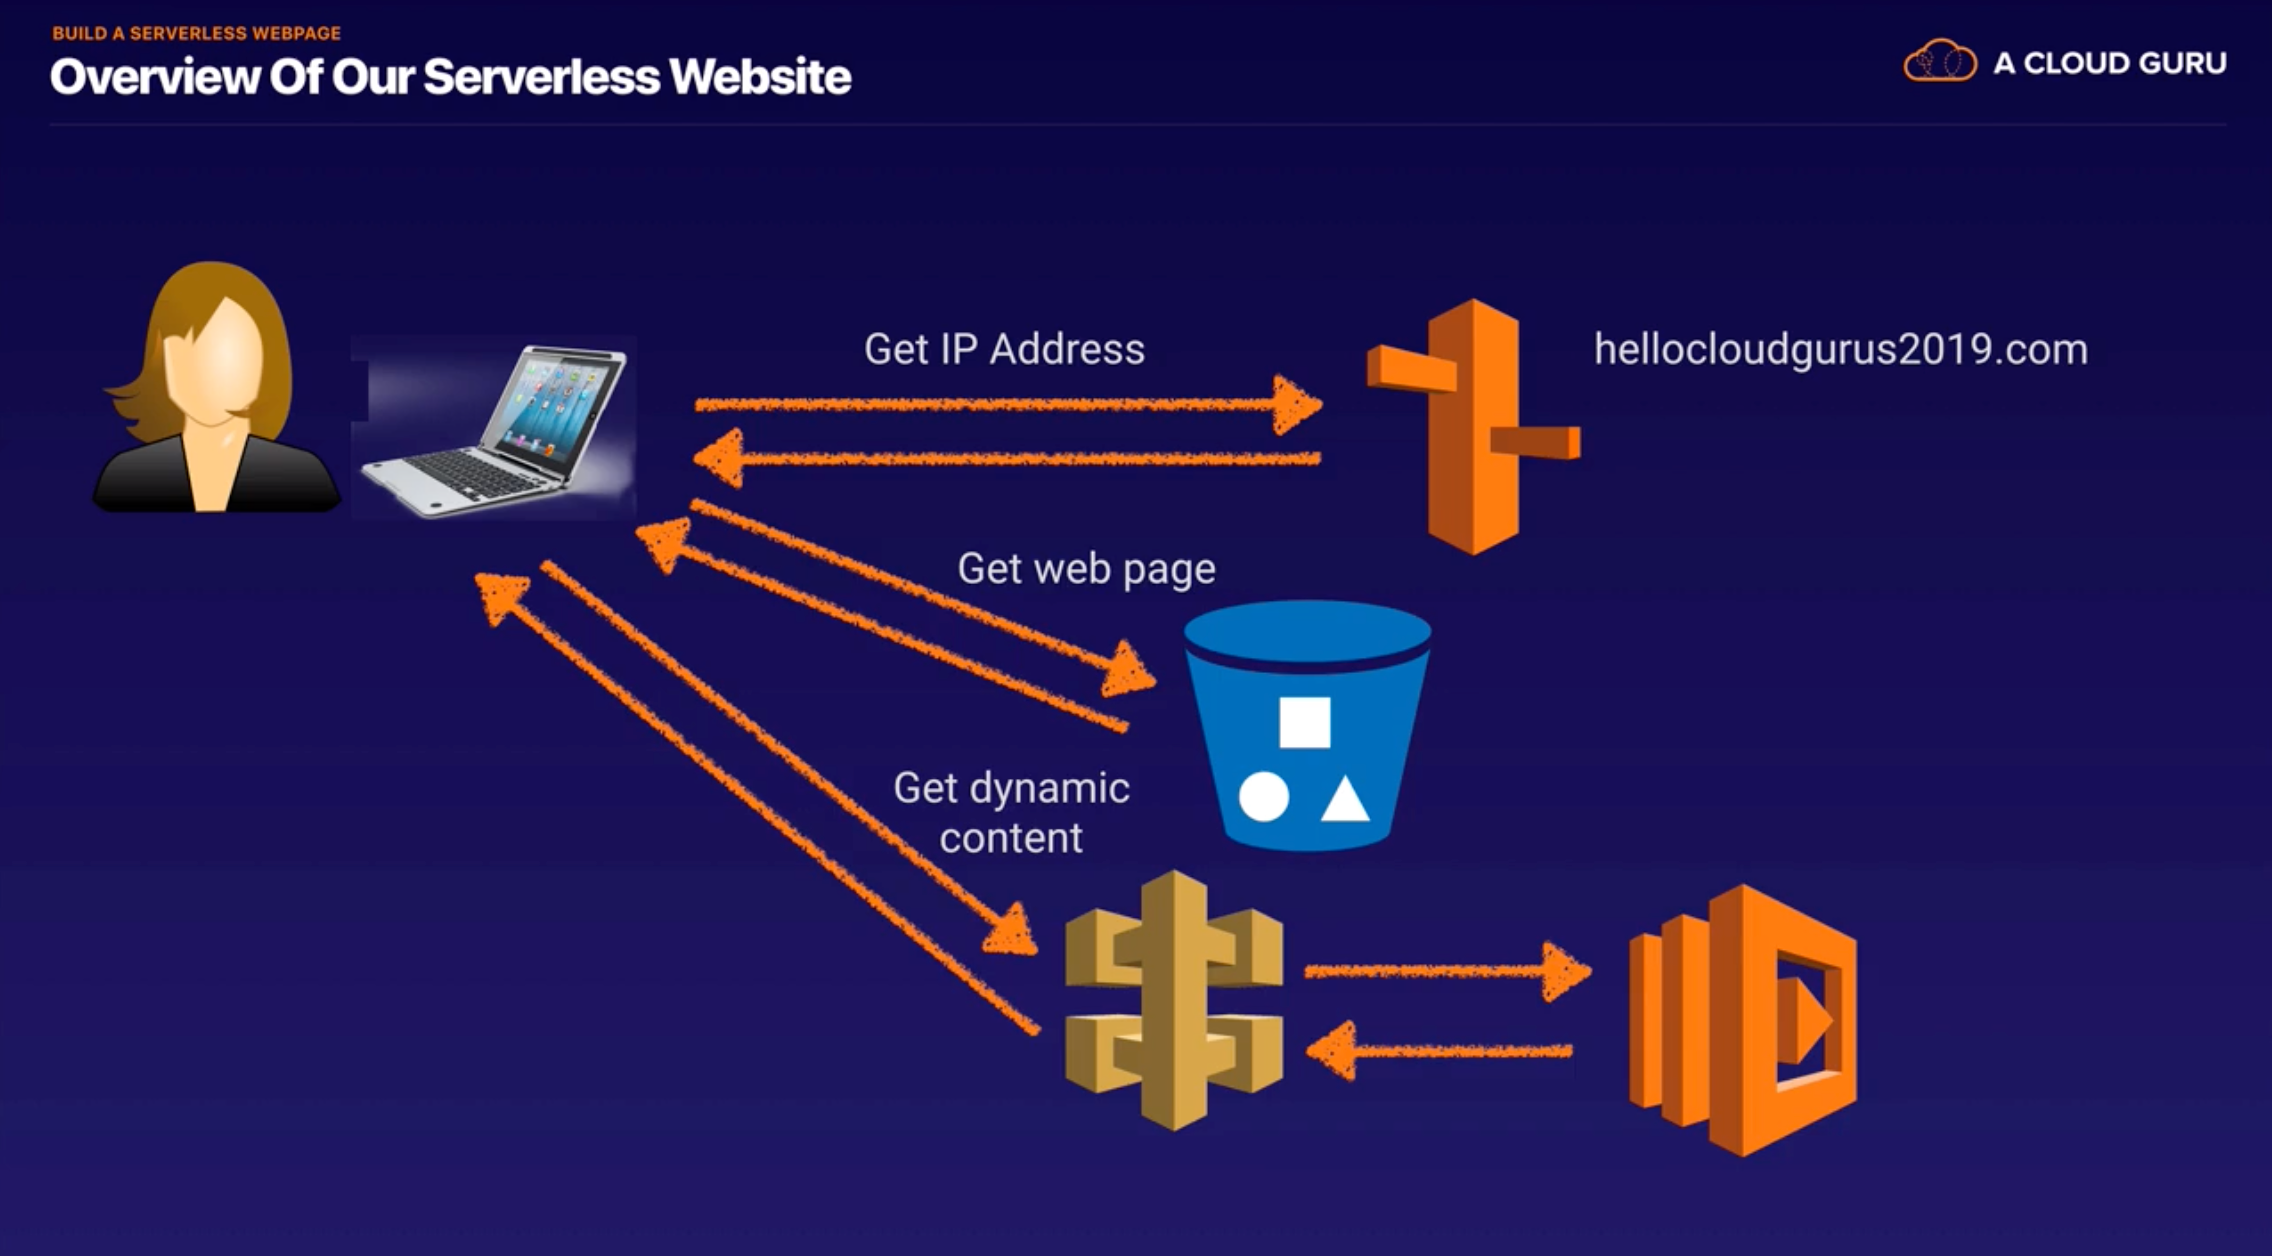 BUILD A SERVERLESS WEBPAGE
Overview Of Our Serverless Website
A CLOUD GURU
Get IP Address
hellocloudgurus2019.com
Get web page
Get dynamic
content